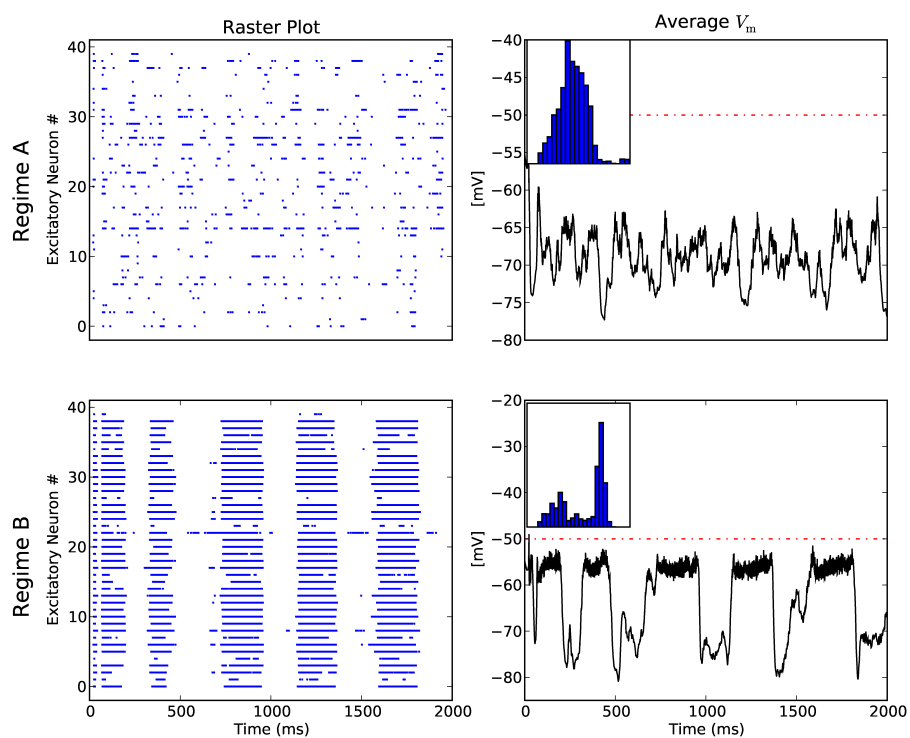 Raster Plot
Average Vm
Regime A
Excitatory Neuron #
40
30
20
10
0
[mV]
−40
−45
−50
−55
−60
−65
−70
−75
−80
Regime B
Excitatory Neuron #
40
30
20
10
0
0 500 1000 1500 2000
Time (ms)
[mV]
−20
−30
−40
−50
−60
−70
−80
0 500 1000 1500 2000
Time (ms)